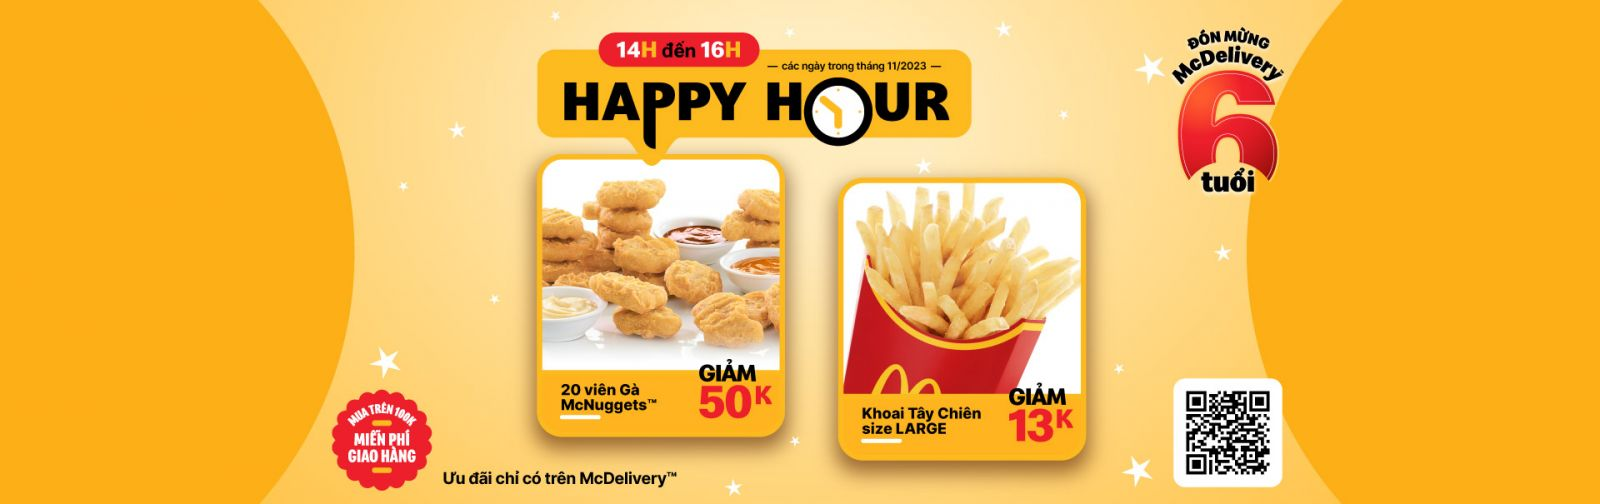 14H đến 16H
— các ngày trong tháng 11/2023 —
HAPPY HOUR
ĐÓN MỪNG
McDelivery™
6
tuổi
20 viên Gà
McNuggets™
GIẢM
50K
Khoai Tây Chiên
size LARGE
GIẢM
13K
MUA TRÊN 100K
MIỄN PHÍ
GIAO HÀNG
Ưu đãi chỉ có trên McDelivery™